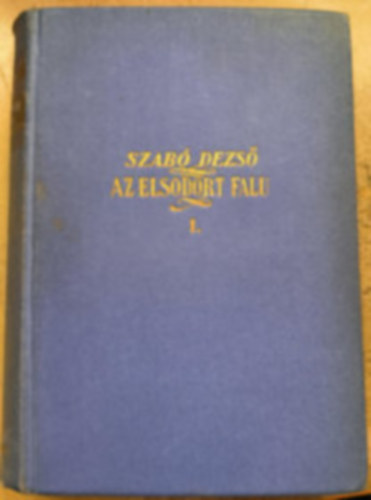 SZABÓ DEZSŐ
AZ ELSODORT FALU
I.